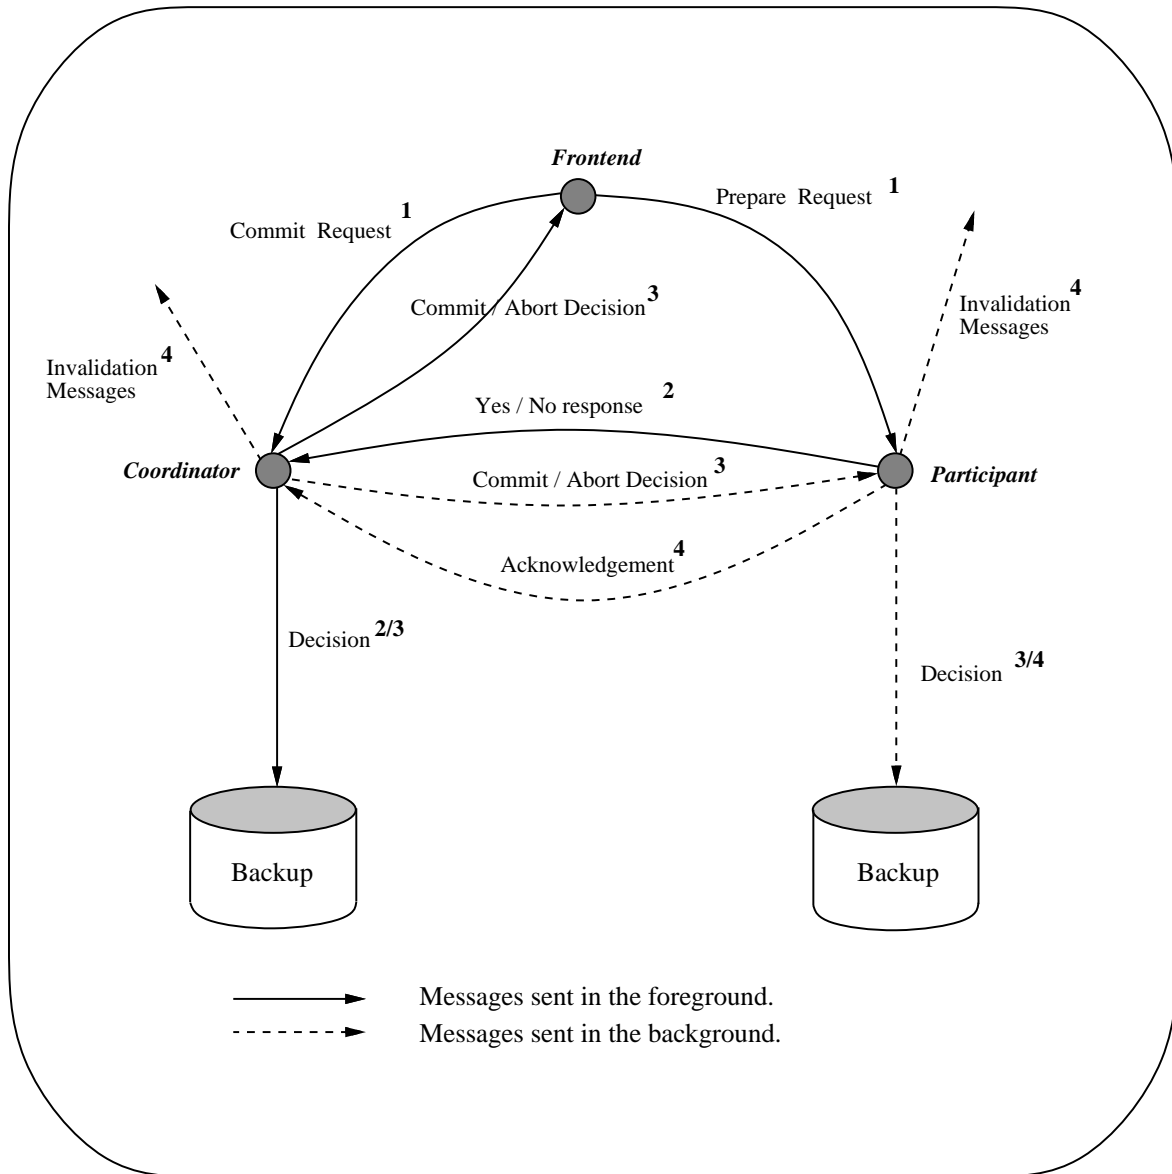 Frontend
Prepare Request 1
Commit Request 1
Commit / Abort Decision 3
Invalidation 4
Messages
Invalidation 4
Messages
Yes / No response 2
Coordinator
Commit / Abort Decision 3
Participant
Acknowledgement 4
Decision 2/3
Decision 3/4
Backup
Backup
Messages sent in the foreground.
Messages sent in the background.